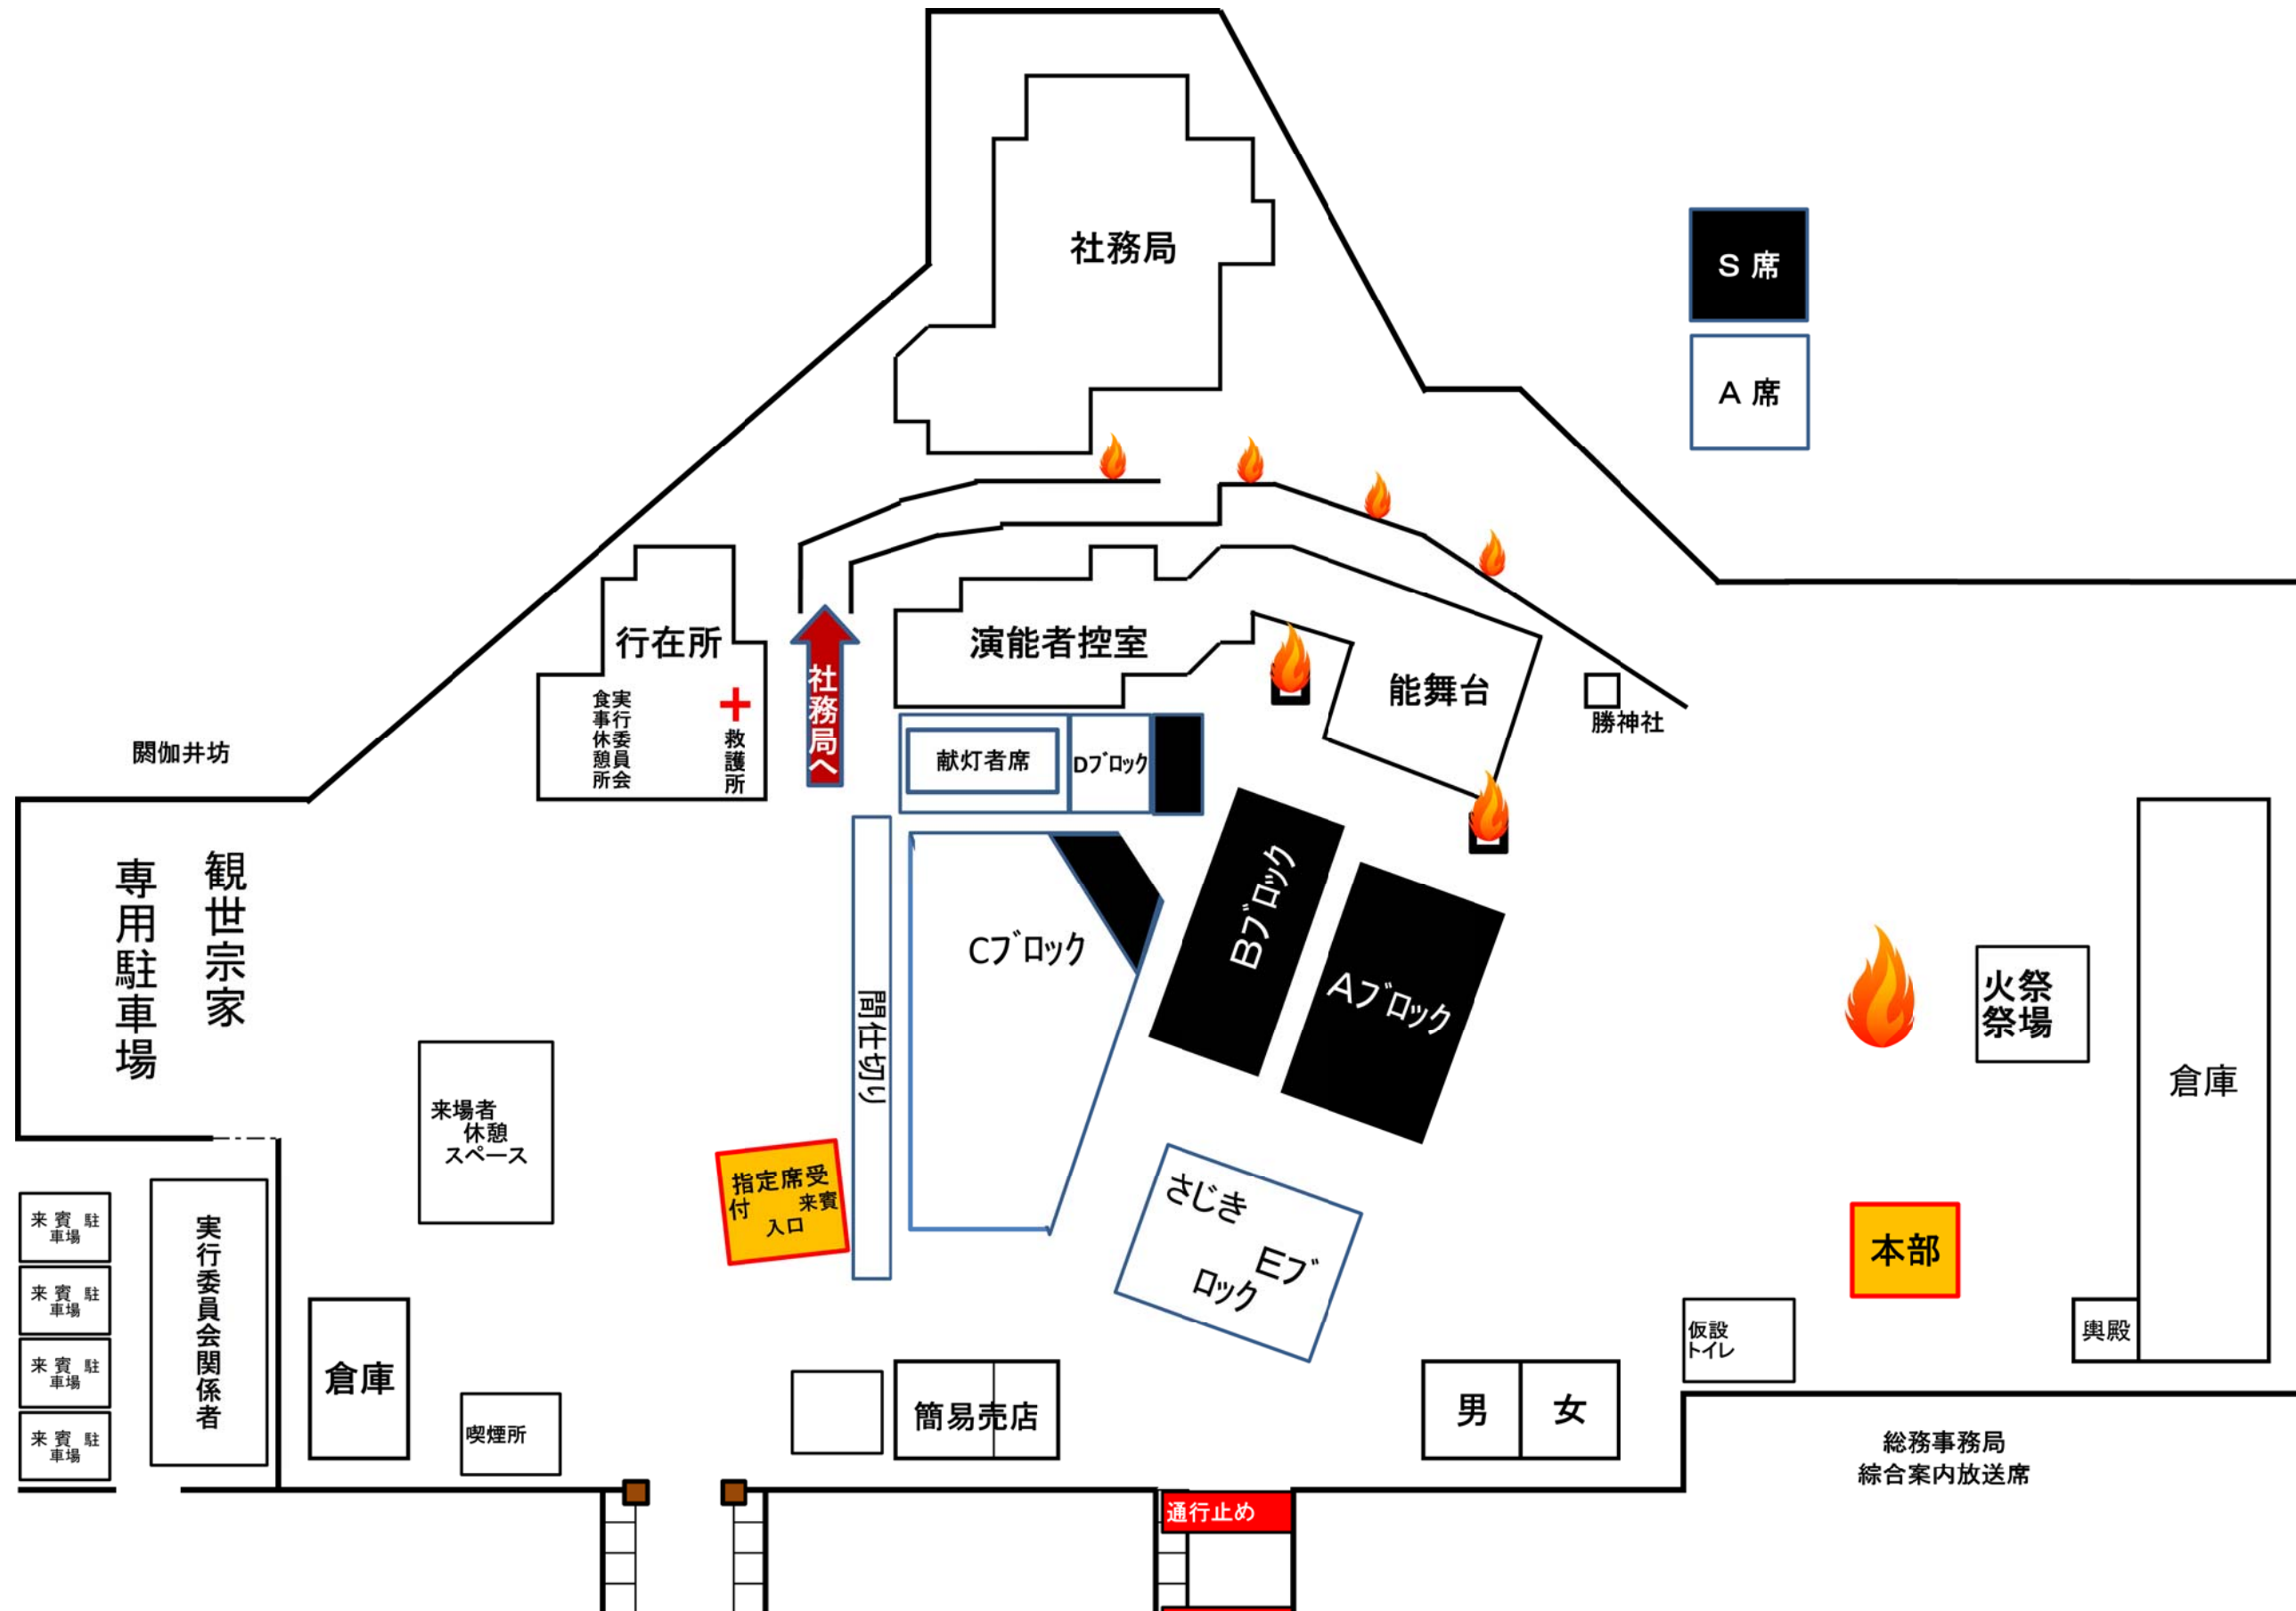 社務局
S 席
A 席
行在所
実行委員会
食事休憩所
救護所
社務局へ
演能者控室
能舞台
勝神社
閼伽井坊
献灯者席
Dブロック
観世宗家
専用駐車場
Cブロック
Bブロック
Aブロック
間仕切り
火祭
祭場
倉庫
来場者
休憩
スペース
指定席受
付 来賓
入口
さじき
Eブ
ロック
本部
来 賓 駐
車場
来 賓 駐
車場
来 賓 駐
車場
来 賓 駐
車場
実行委員会関係者
倉庫
喫煙所
簡易売店
男
女
仮設
トイレ
輿殿
総務事務局
綜合案内放送席
通行止め